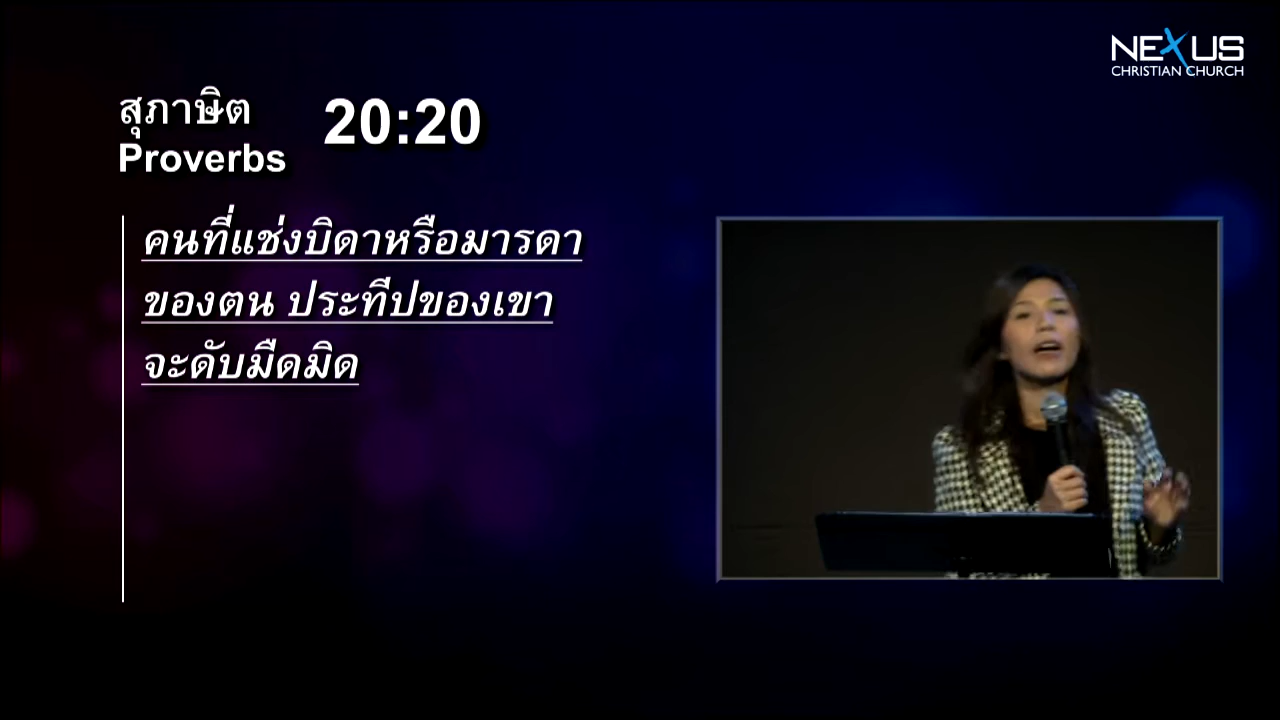 NEXUS
CHRISTIAN CHURCH
สุภาษิต 20:20
Proverbs
คนที่แช่งบิดาหรือมารดา
ของตน ประทีปของเขา
จะดับมืดมิด